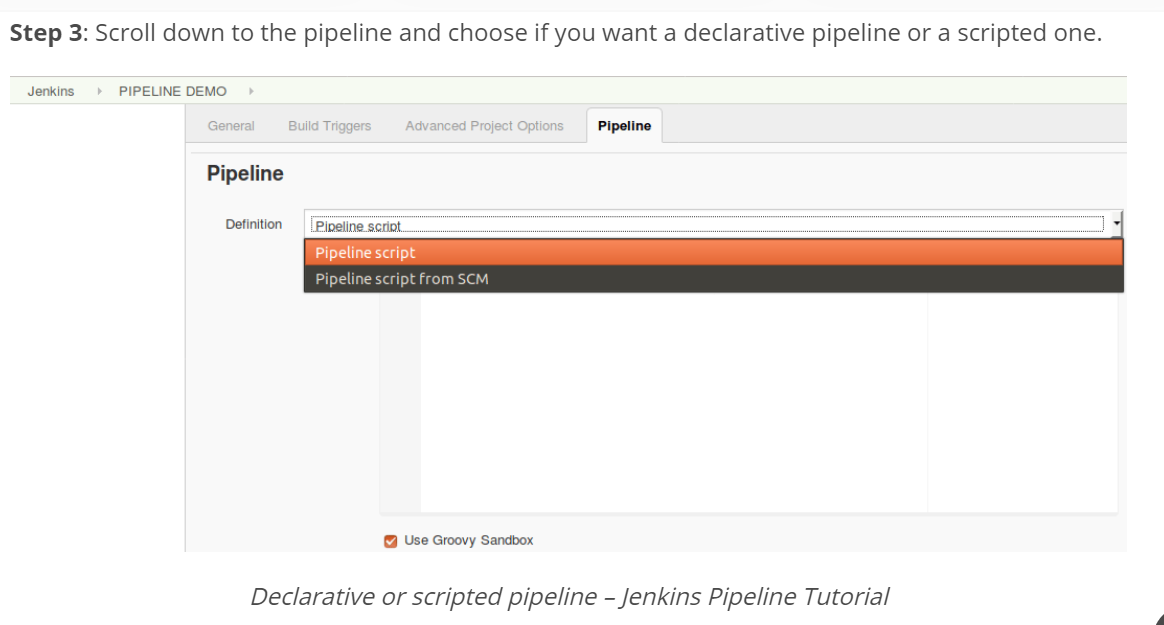 Step 3: Scroll down to the pipeline and choose if you want a declarative pipeline or a scripted one.
Jenkins PIPELINE DEMO
General Build Triggers Advanced Project Options Pipeline
Pipeline
Definition Pipeline script
Pipeline script
Pipeline script from SCM
Use Groovy Sandbox
Declarative or scripted pipeline – Jenkins Pipeline Tutorial